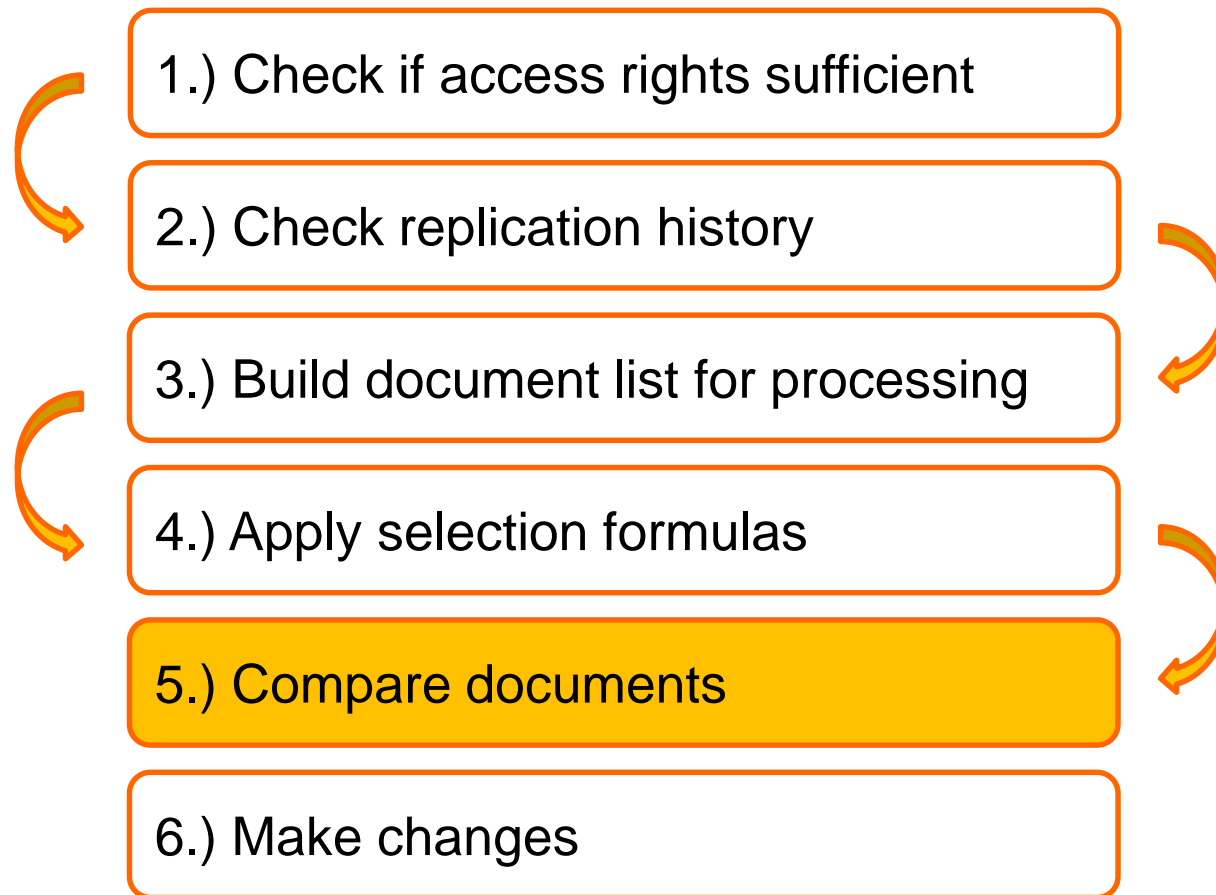 1.) Check if access rights sufficient
2.) Check replication history
3.) Build document list for processing
4.) Apply selection formulas
5.) Compare documents
6.) Make changes